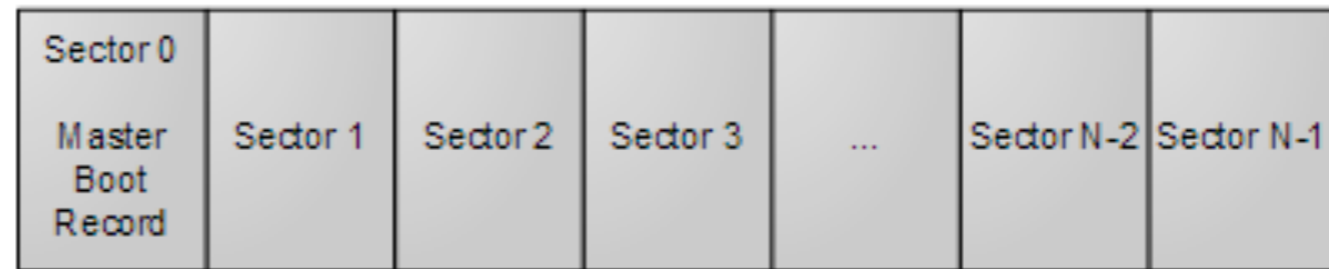 Sector 0
Master
Boot
Record
Sector 1
Sector 2
Sector 3
...
Sector N-2
Sector N-1